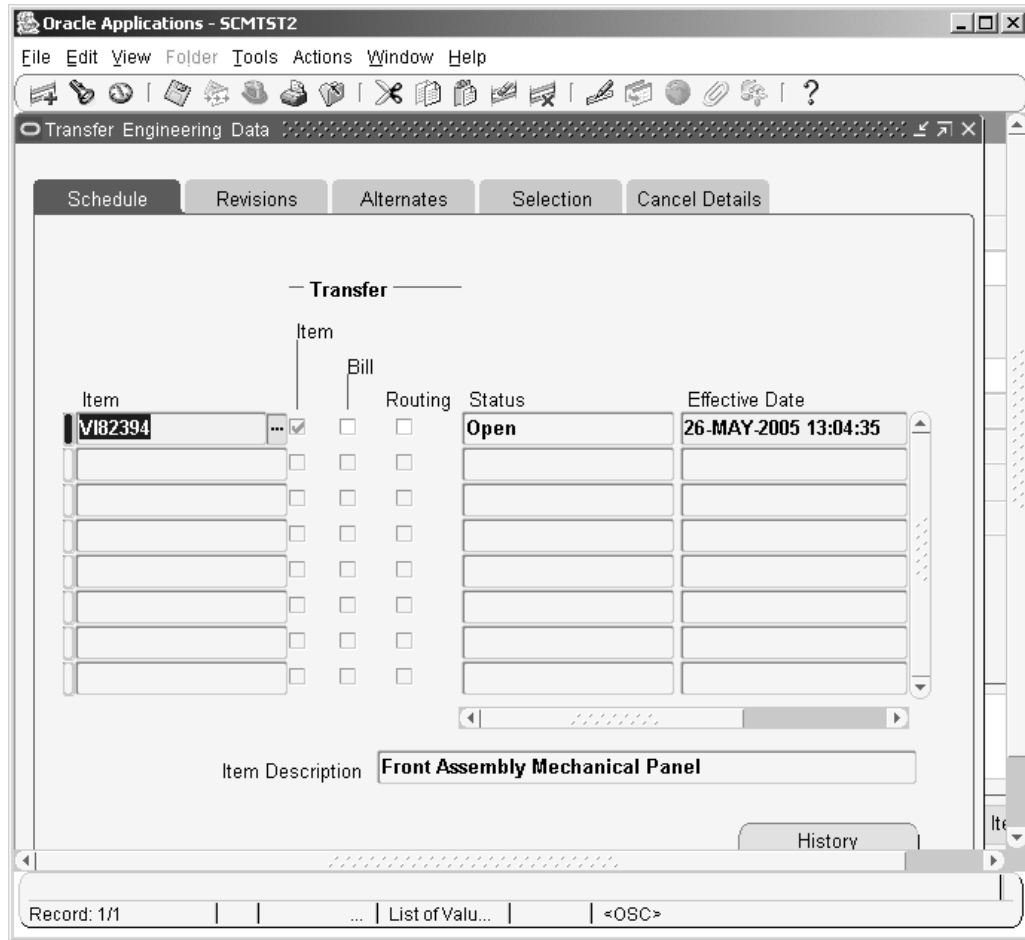 Oracle Applications - SCMTST2
File Edit View Folder Tools Actions Window Help
?
Transfer Engineering Data
Schedule Revisions Alternates Selection Cancel Details
Transfer
Item
Bill
Item Routing Status Effective Date
VI82394 ... Open 26-MAY-2005 13:04:35
Item Description Front Assembly Mechanical Panel
History
Ite
Record: 1/1 ... List of Valu... <OSC>